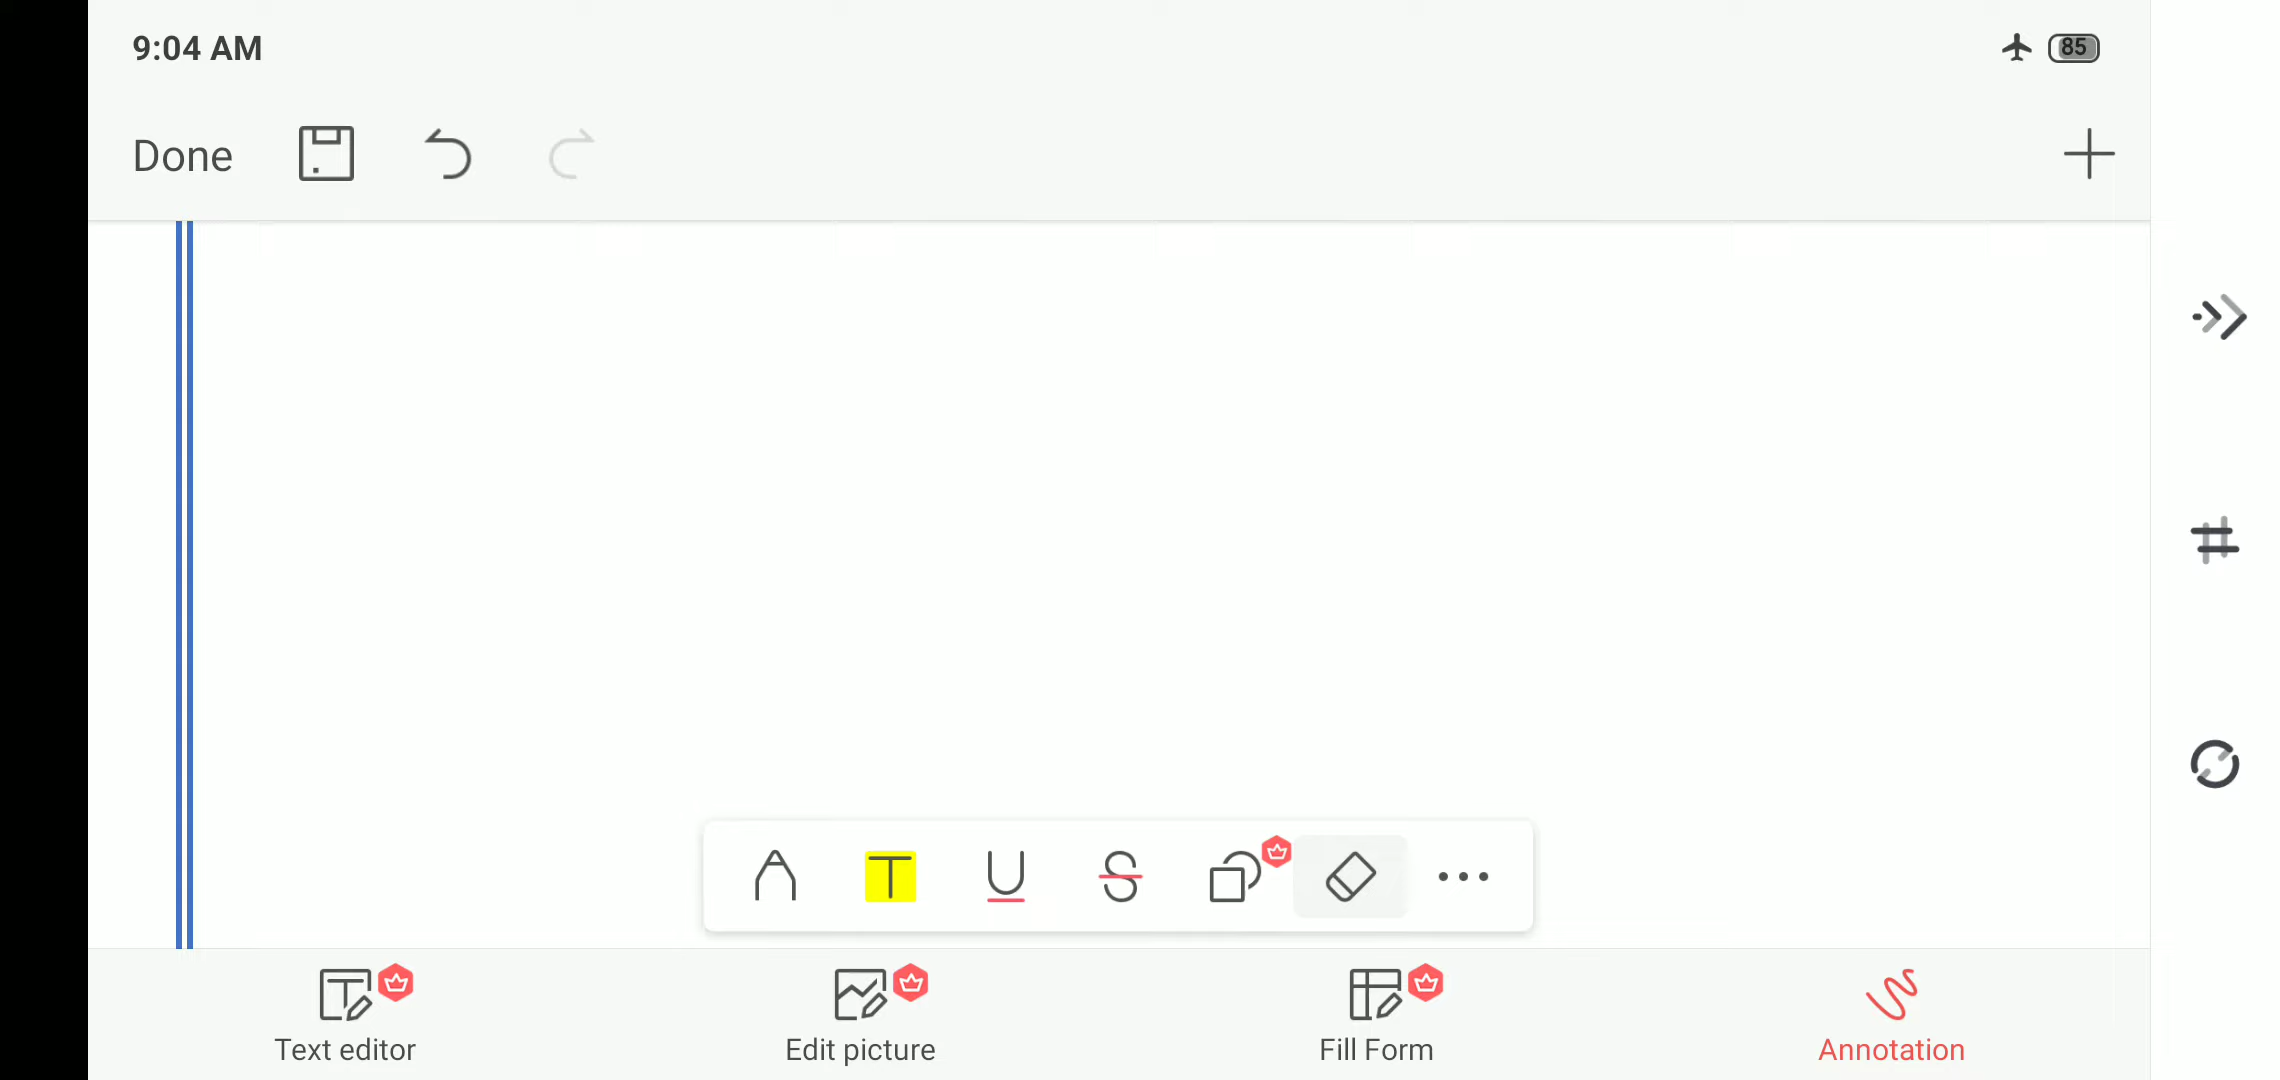 9:04 AM
85
Done
T
U
S
Text editor
Edit picture
Fill Form
Annotation